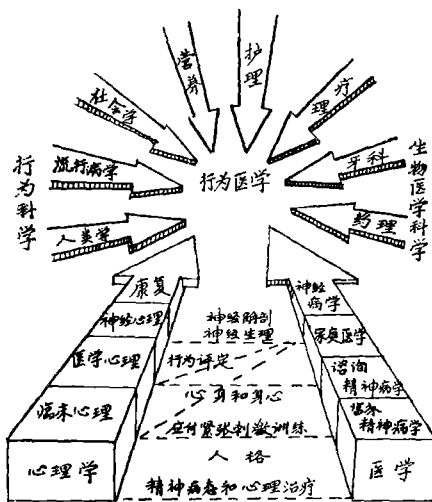 营养
护理
社会学
理疗
流行病学
行为医学
牙科
人类学
药理
行为科学
生物医学科学
康复
神经解剖
神经生理
神经
病学
神经心理
行为评定
家庭医学
医学心理
心身和身心
咨询
精神病学
临床心理
应付紧张刺激训练
精神病学
心理学
人格
精神病态和心理治疗
医学